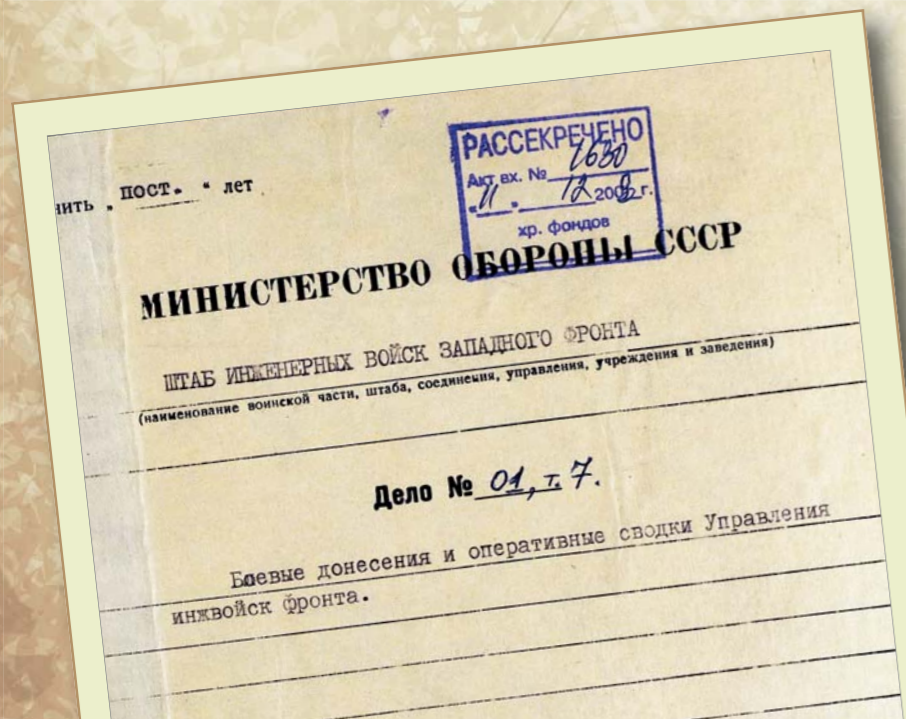 РАССЕКРЕЧЕНО
Акт вх. № 1630
"11" 12 2002 г.
хр. фондов
нить „ пост. “ лет
МИНИСТЕРСТВО ОБОРОНЫ СССР
ШТАБ ИНЖЕНЕРНЫХ ВОЙСК ЗАПАДНОГО ФРОНТА
(наименование воинской части, штаба, соединения, управления, учреждения и заведения)
Дело № 01, т. 7.
Боевые донесения и оперативные сводки Управления
инжвойск фронта.